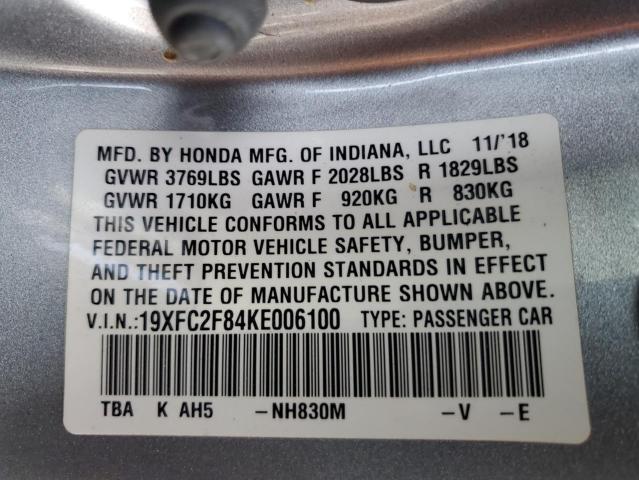 MFD. BY HONDA MFG. OF INDIANA, LLC 11/'18
GVWR 3769LBS GAWR F 2028LBS R 1829LBS
GVWR 1710KG GAWR F 920KG R 830KG
THIS VEHICLE CONFORMS TO ALL APPLICABLE
FEDERAL MOTOR VEHICLE SAFETY, BUMPER,
AND THEFT PREVENTION STANDARDS IN EFFECT
ON THE DATE OF MANUFACTURE SHOWN ABOVE.
V.I.N.:19XFC2F84KE006100 TYPE: PASSENGER CAR
TBA K AH5 -NH830M -V -E